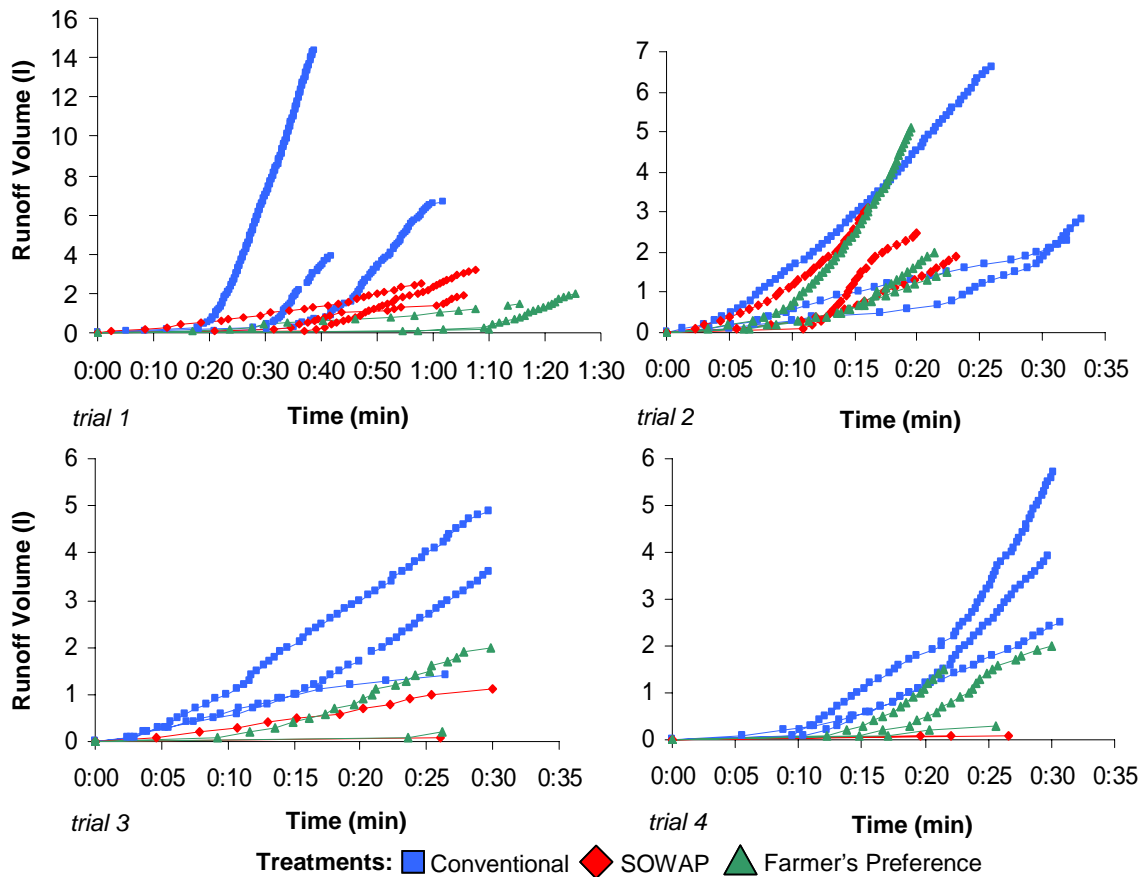 16
14
12
10
8
6
4
2
0
Runoff Volume (l)
0:00 0:10 0:20 0:30 0:40 0:50 1:00 1:10 1:20 1:30
trial 1 Time (min)
7
6
5
4
3
2
1
0
0:00 0:05 0:10 0:15 0:20 0:25 0:30 0:35
trial 2 Time (min)
6
5
4
3
2
1
0
Runoff Volume (l)
0:00 0:05 0:10 0:15 0:20 0:25 0:30 0:35
trial 3 Time (min)
6
5
4
3
2
1
0
0:00 0:05 0:10 0:15 0:20 0:25 0:30 0:35
trial 4 Time (min)
Treatments: Conventional SOWAP Farmer's Preference